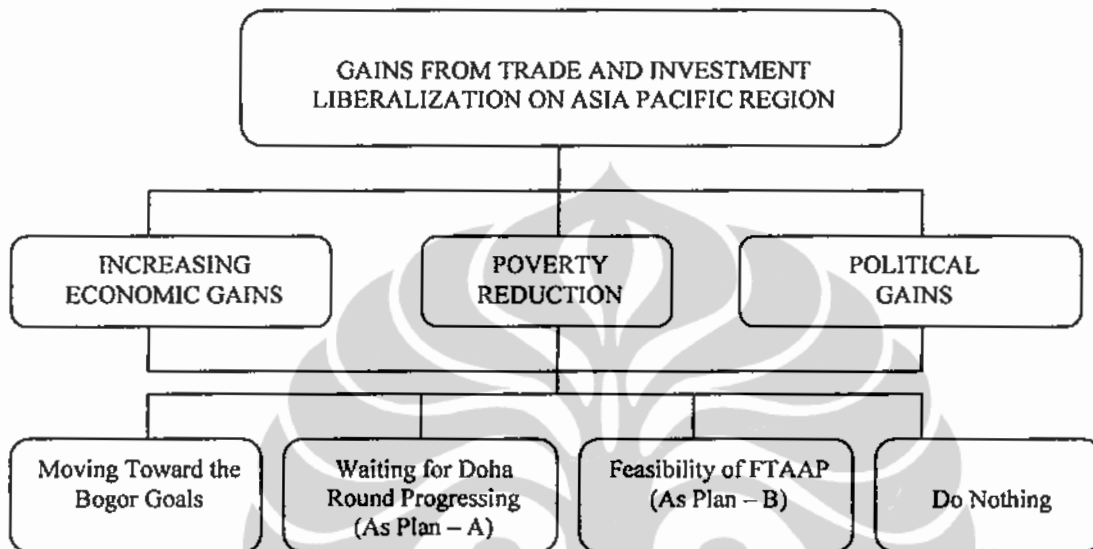 GAINS FROM TRADE AND INVESTMENT
LIBERALIZATION ON ASIA PACIFIC REGION
INCREASING
ECONOMIC GAINS
POVERTY
REDUCTION
POLITICAL
GAINS
Moving Toward the
Bogor Goals
Waiting for Doha
Round Progressing
(As Plan – A)
Feasibility of FTAAP
(As Plan – B)
Do Nothing